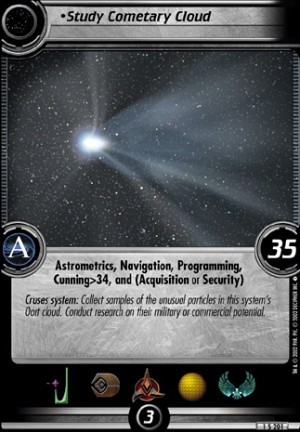 •Study Cometary Cloud
A
35
Astrometrics, Navigation, Programming,
Cunning>34, and (Acquisition or Security)
Cruses system: Collect samples of the unusual particles in this system's
Oort cloud. Conduct research on their military or commercial potential.
3